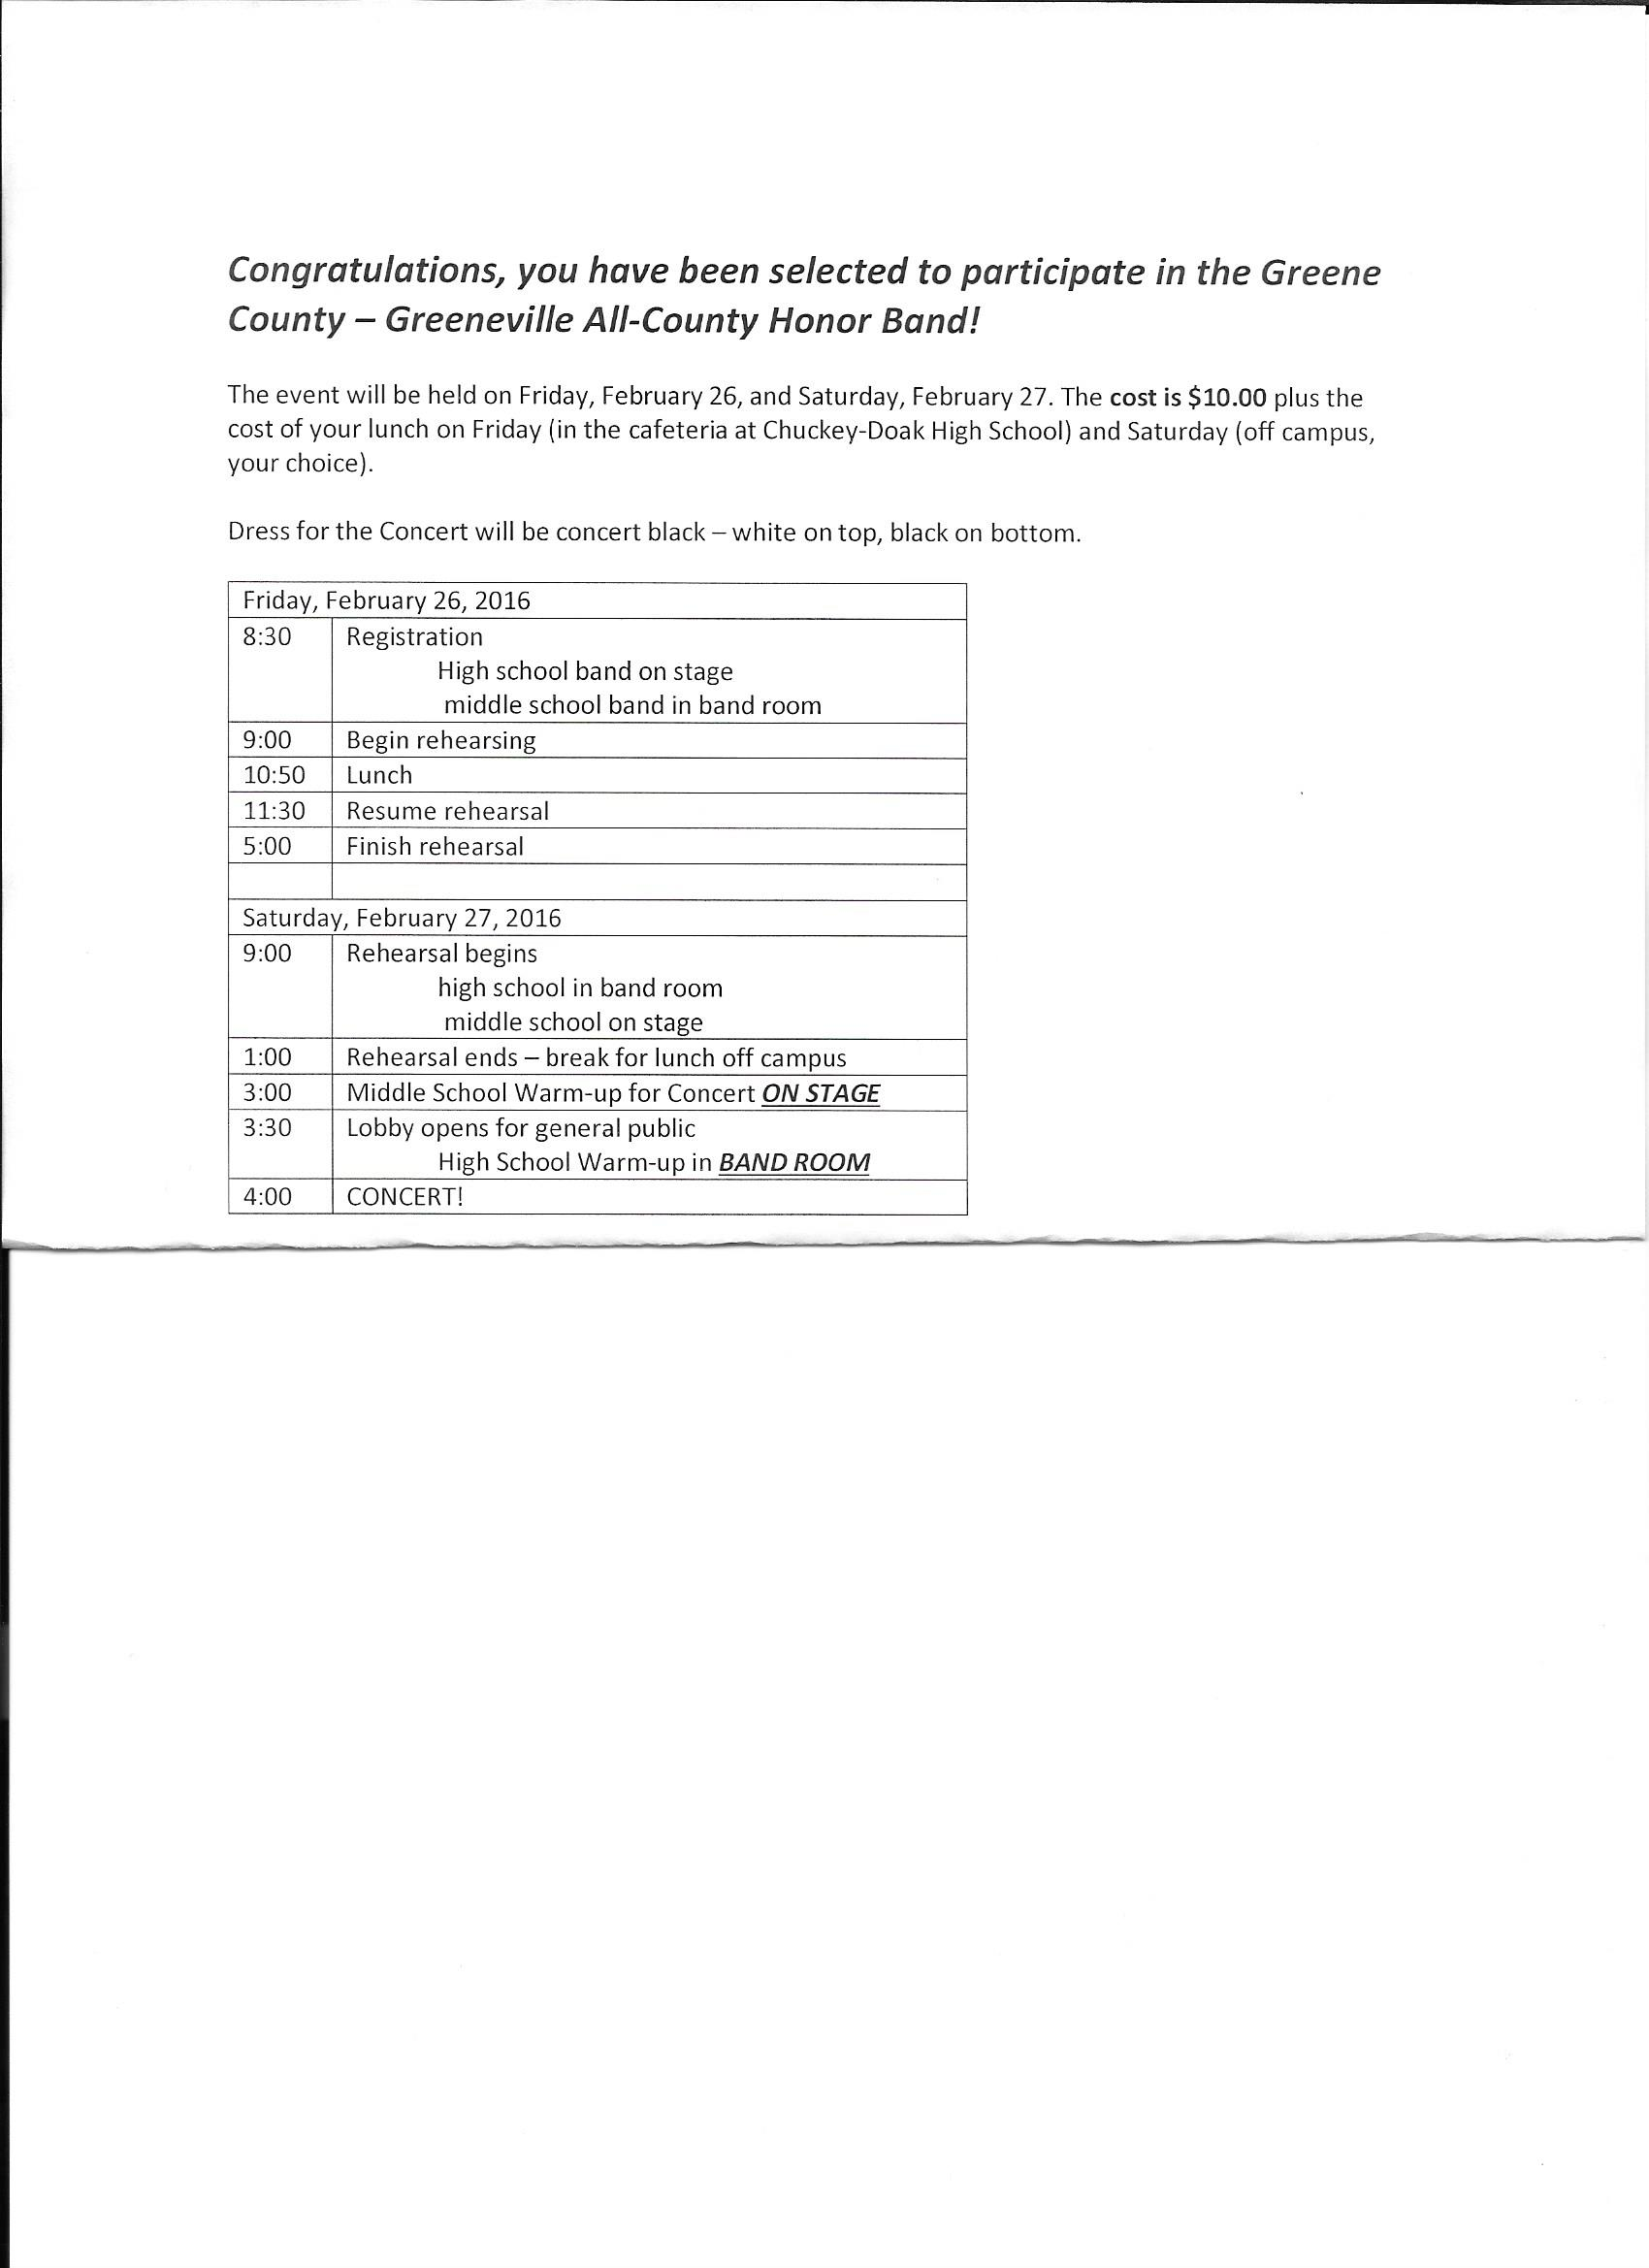 Congratulations, you have been selected to participate in the Greene
County – Greeneville All-County Honor Band!
The event will be held on Friday, February 26, and Saturday, February 27. The cost is $10.00 plus the
cost of your lunch on Friday (in the cafeteria at Chuckey-Doak High School) and Saturday (off campus,
your choice).
Dress for the Concert will be concert black – white on top, black on bottom.
Friday, February 26, 2016
8:30 Registration
High school band on stage
middle school band in band room
9:00 Begin rehearsing
10:50 Lunch
11:30 Resume rehearsal
5:00 Finish rehearsal
Saturday, February 27, 2016
9:00 Rehearsal begins
high school in band room
middle school on stage
1:00 Rehearsal ends – break for lunch off campus
3:00 Middle School Warm-up for Concert ON STAGE
3:30 Lobby opens for general public
High School Warm-up in BAND ROOM
4:00 CONCERT!